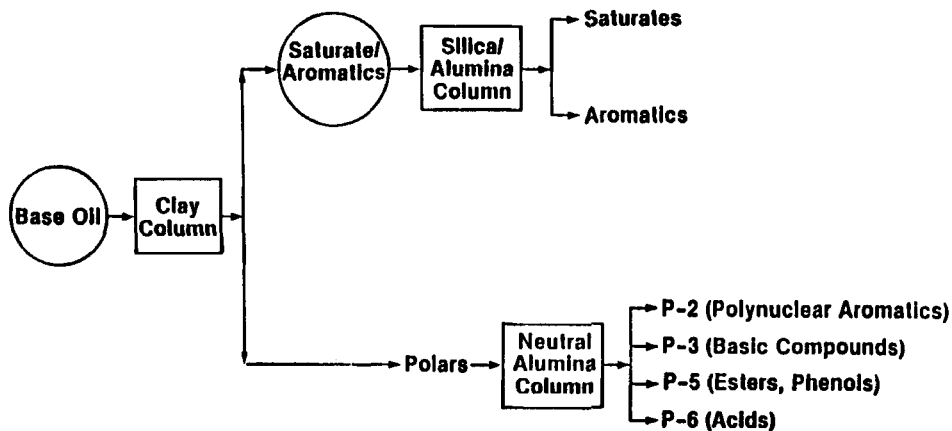 Saturates
Saturate/
Aromatics
Silica/
Alumina
Column
Aromatics
Base Oil
Clay
Column
Polars
Neutral
Alumina
Column
P-2 (Polynuclear Aromatics)
P-3 (Basic Compounds)
P-5 (Esters, Phenols)
P-6 (Acids)